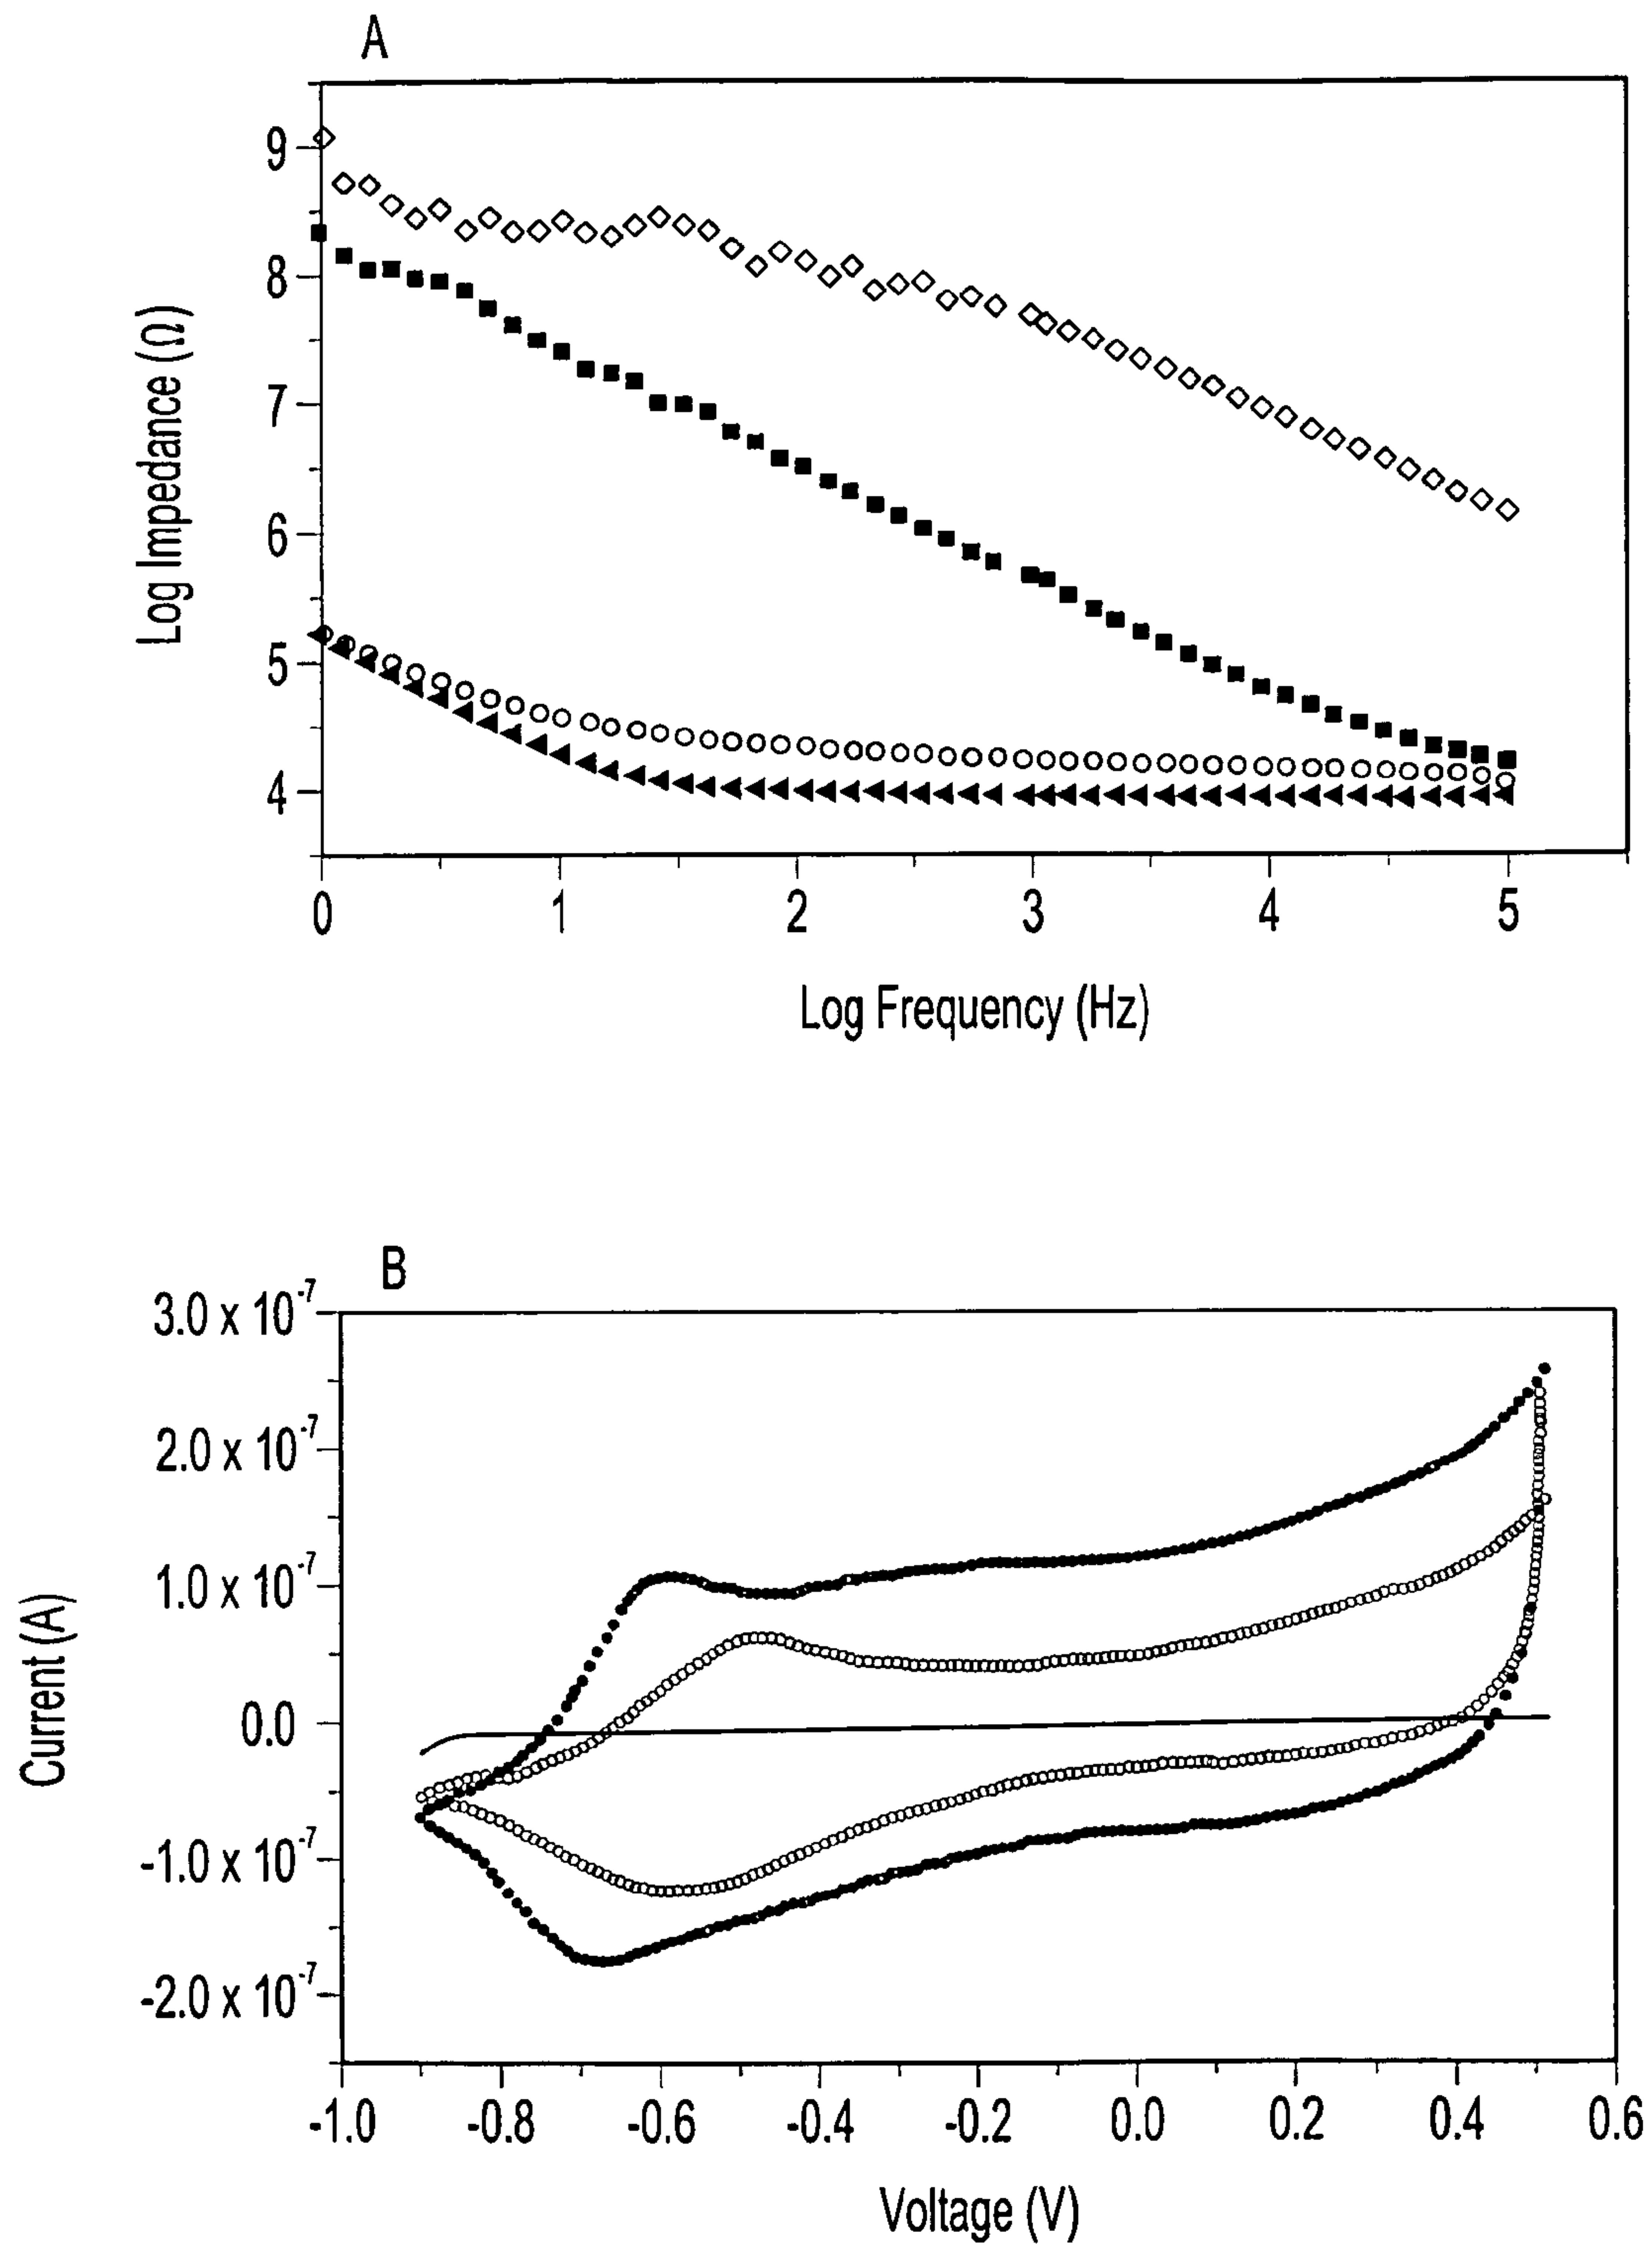 A
9
8
7
6
5
4
Log Impedance (Ω)
0 1 2 3 4 5
Log Frequency (Hz)
B
3.0 x 10⁻⁷
2.0 x 10⁻⁷
1.0 x 10⁻⁷
0.0
-1.0 x 10⁻⁷
-2.0 x 10⁻⁷
Current (A)
-1.0 -0.8 -0.6 -0.4 -0.2 0.0 0.2 0.4 0.6
Voltage (V)